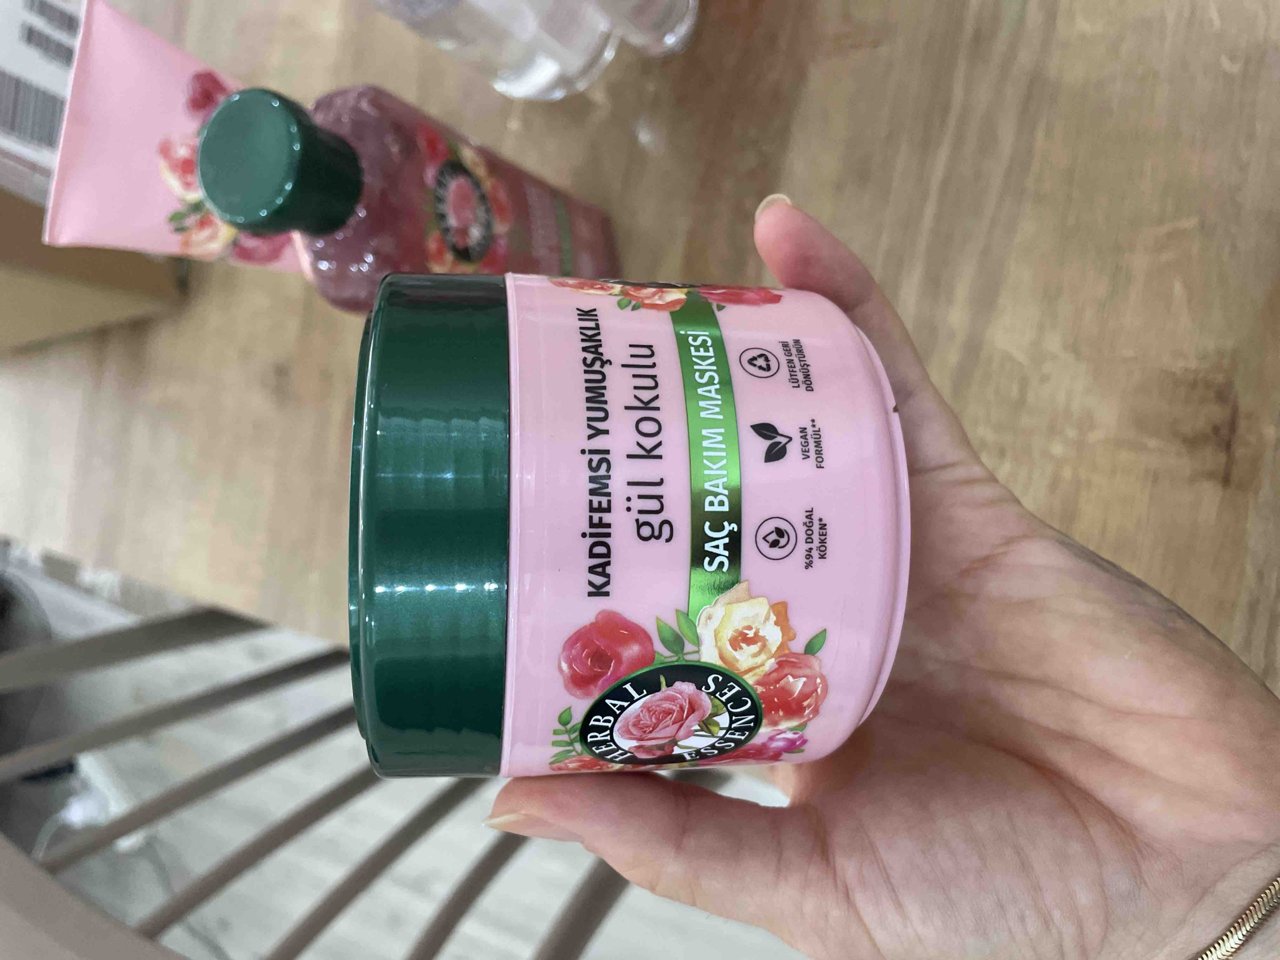 KADİFEMSİ YUMUŞAKLIK
gül kokulu
SAÇ BAKIM MASKESİ
%94 DOĞAL
KÖKEN*
VEGAN
FORMÜL**
LÜTFEN GERİ
DÖNÜŞTÜRÜN
HERBAL
ESSENCES